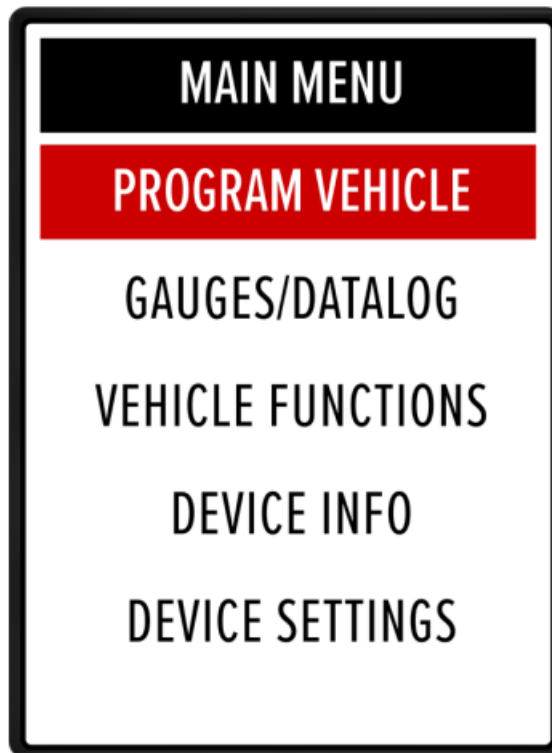 MAIN MENU
PROGRAM VEHICLE
GAUGES/DATALOG
VEHICLE FUNCTIONS
DEVICE INFO
DEVICE SETTINGS